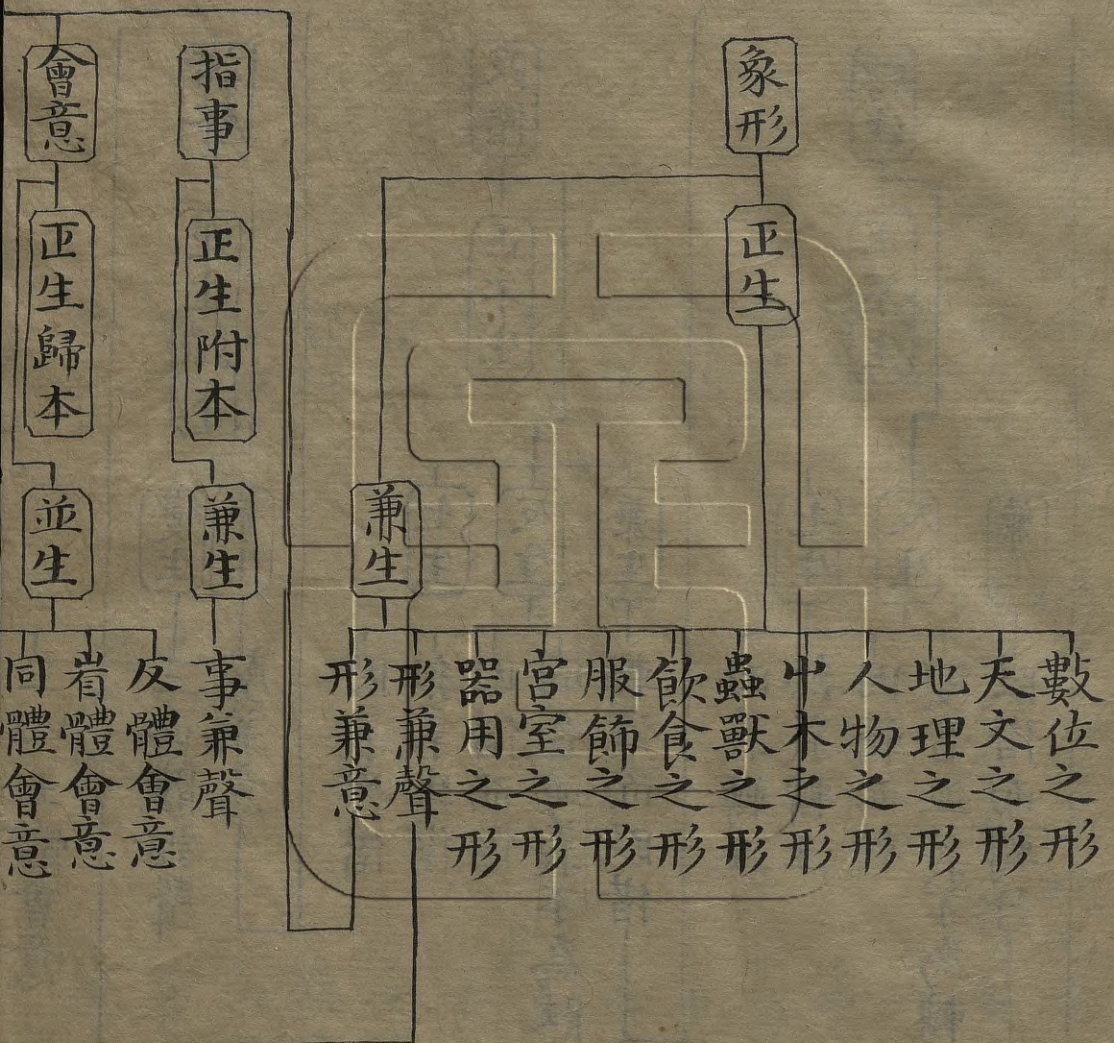 象形
正生
數位之形
天文之形
地理之形
人物之形
屮木之形
蟲獸之形
飲食之形
服飾之形
宮室之形
器用之形
兼生
形兼聲
形兼意
指事
正生附本
兼生
事兼聲
會意
正生歸本
並生
反體會意
省體會意
同體會意